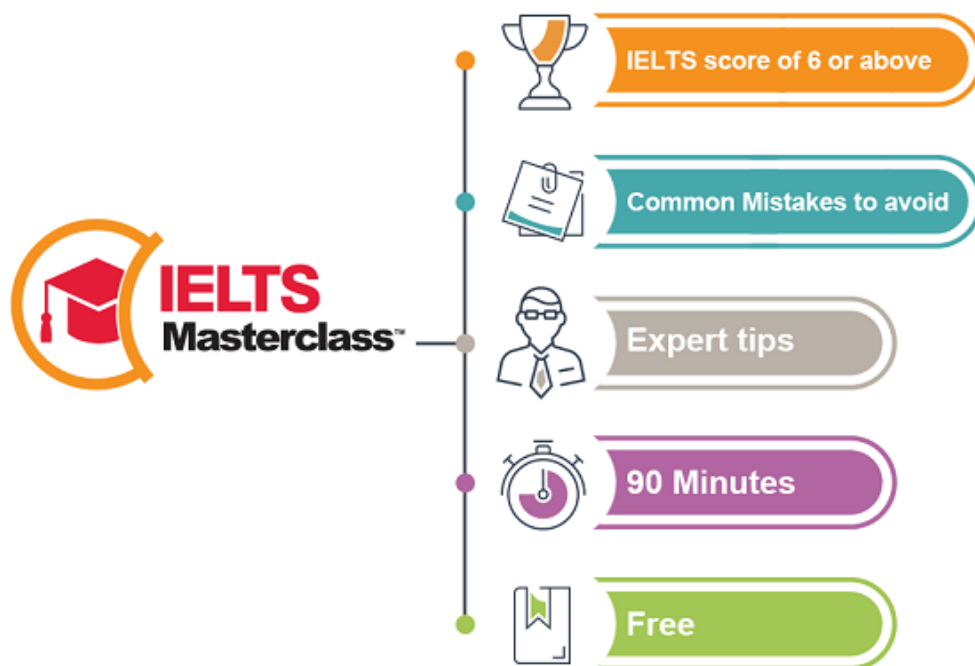 IELTS score of 6 or above
Common Mistakes to avoid
IELTS
Masterclass™
Expert tips
90 Minutes
Free